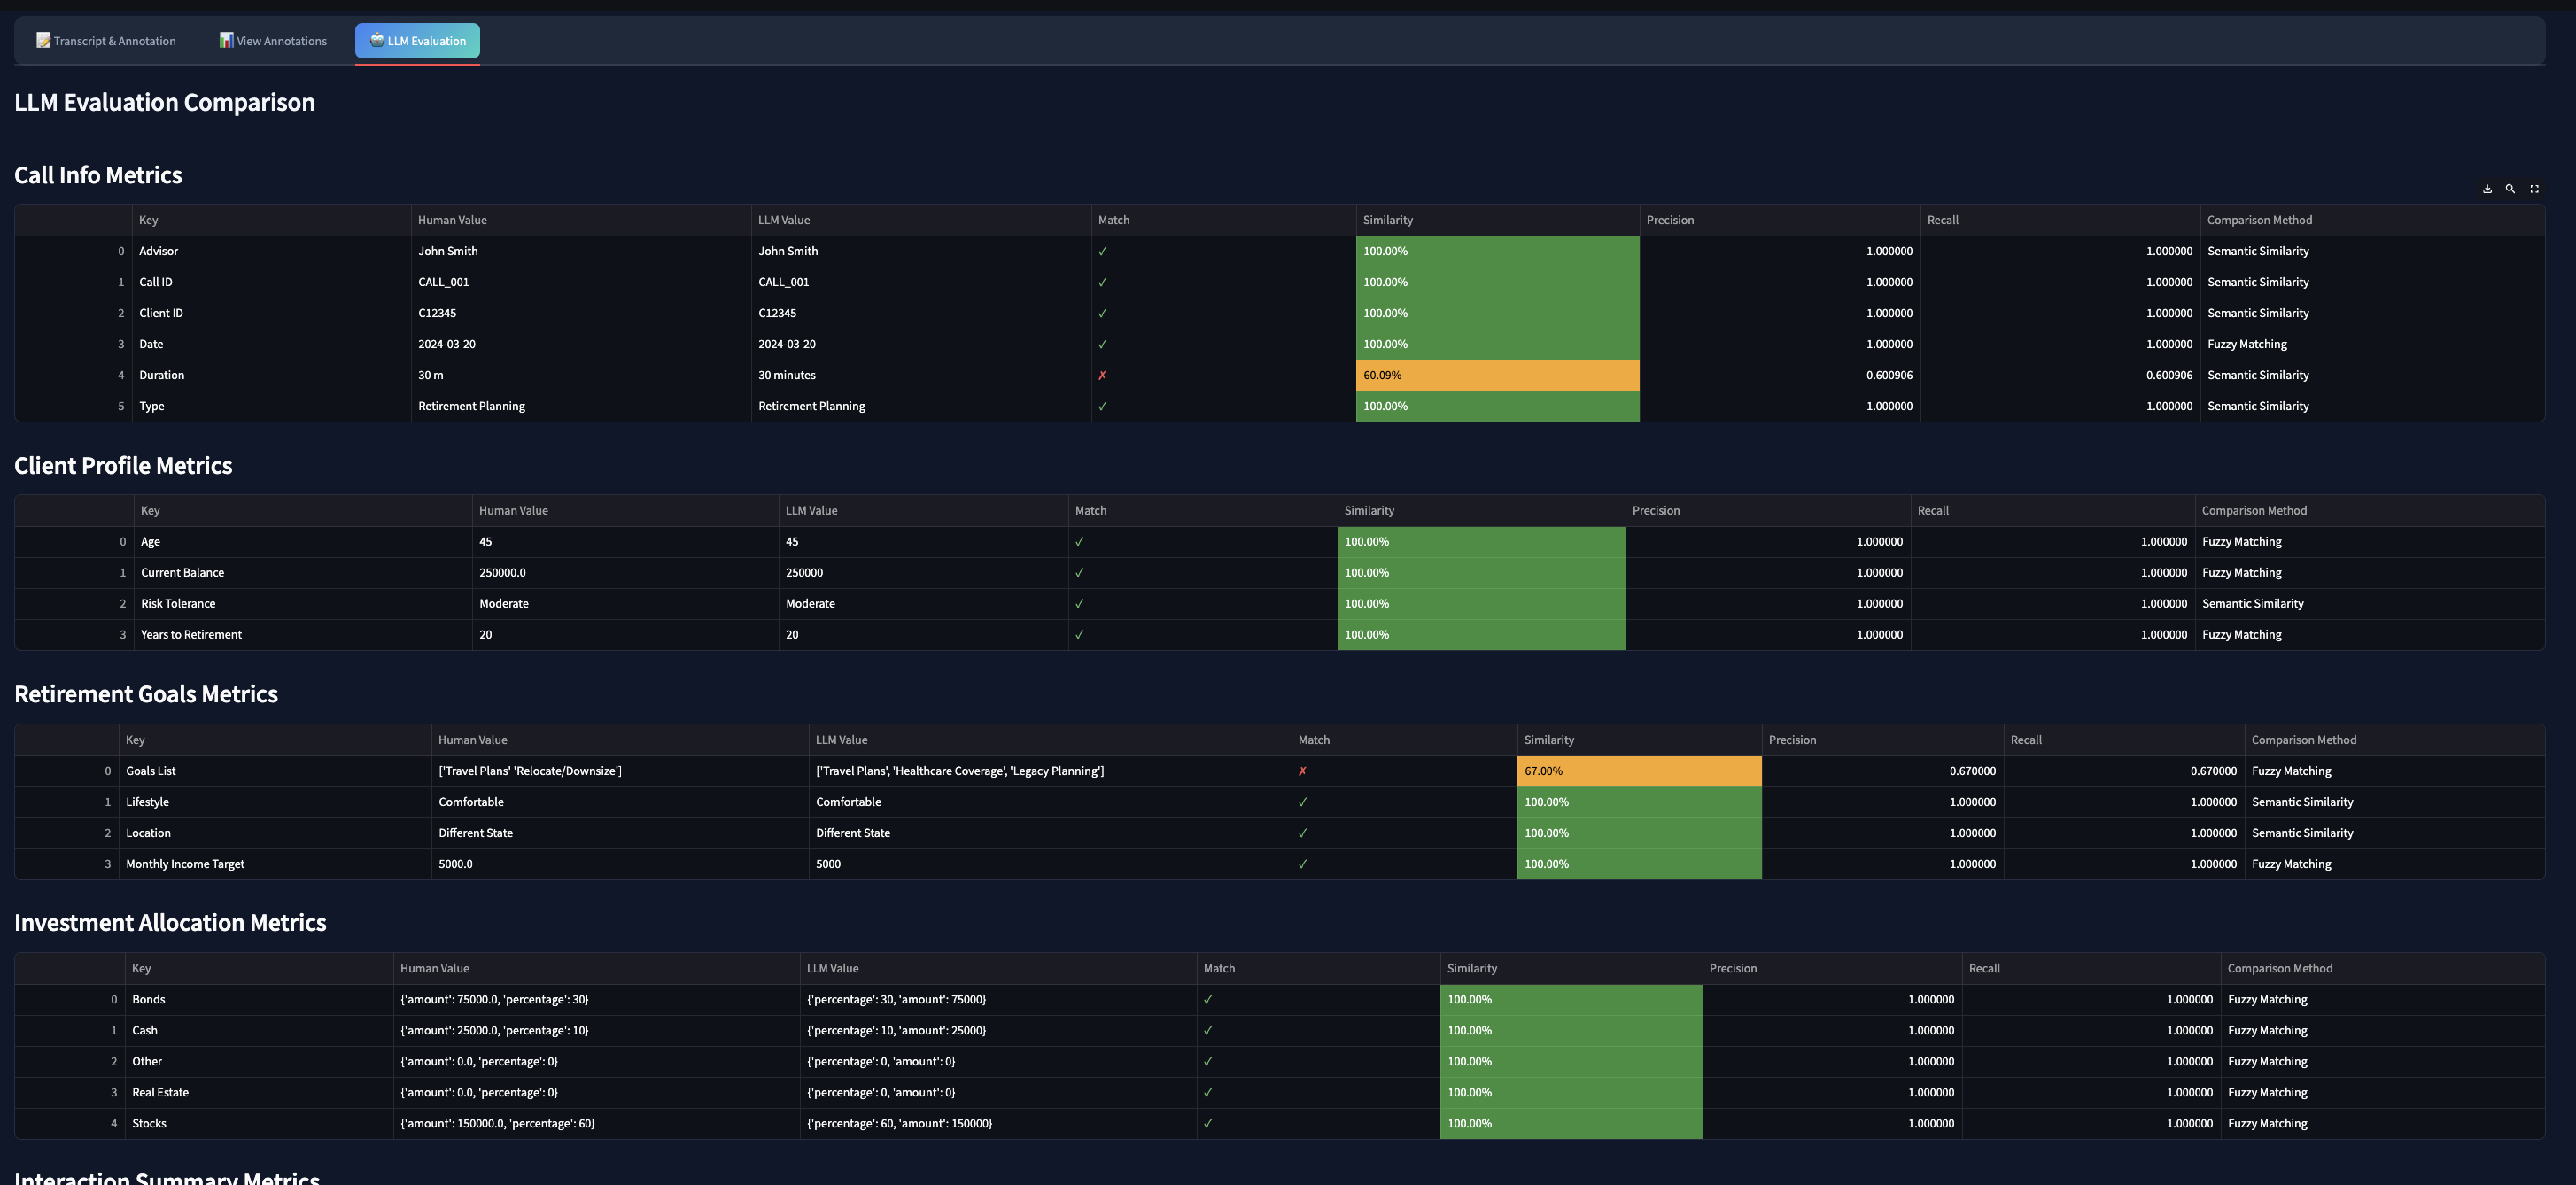 📝 Transcript & Annotation 📊 View Annotations 🤖 LLM Evaluation
LLM Evaluation Comparison
Call Info Metrics
Key Human Value LLM Value Match Similarity Precision Recall Comparison Method
0 Advisor John Smith John Smith ✓ 100.00% 1.000000 1.000000 Semantic Similarity
1 Call ID CALL_001 CALL_001 ✓ 100.00% 1.000000 1.000000 Semantic Similarity
2 Client ID C12345 C12345 ✓ 100.00% 1.000000 1.000000 Semantic Similarity
3 Date 2024-03-20 2024-03-20 ✓ 100.00% 1.000000 1.000000 Fuzzy Matching
4 Duration 30 m 30 minutes ✗ 60.09% 0.600906 0.600906 Semantic Similarity
5 Type Retirement Planning Retirement Planning ✓ 100.00% 1.000000 1.000000 Semantic Similarity
Client Profile Metrics
Key Human Value LLM Value Match Similarity Precision Recall Comparison Method
0 Age 45 45 ✓ 100.00% 1.000000 1.000000 Fuzzy Matching
1 Current Balance 250000.0 250000 ✓ 100.00% 1.000000 1.000000 Fuzzy Matching
2 Risk Tolerance Moderate Moderate ✓ 100.00% 1.000000 1.000000 Semantic Similarity
3 Years to Retirement 20 20 ✓ 100.00% 1.000000 1.000000 Fuzzy Matching
Retirement Goals Metrics
Key Human Value LLM Value Match Similarity Precision Recall Comparison Method
0 Goals List ['Travel Plans' 'Relocate/Downsize'] ['Travel Plans', 'Healthcare Coverage', 'Legacy Planning'] ✗ 67.00% 0.670000 0.670000 Fuzzy Matching
1 Lifestyle Comfortable Comfortable ✓ 100.00% 1.000000 1.000000 Semantic Similarity
2 Location Different State Different State ✓ 100.00% 1.000000 1.000000 Semantic Similarity
3 Monthly Income Target 5000.0 5000 ✓ 100.00% 1.000000 1.000000 Fuzzy Matching
Investment Allocation Metrics
Key Human Value LLM Value Match Similarity Precision Recall Comparison Method
0 Bonds {'amount': 75000.0, 'percentage': 30} {'percentage': 30, 'amount': 75000} ✓ 100.00% 1.000000 1.000000 Fuzzy Matching
1 Cash {'amount': 25000.0, 'percentage': 10} {'percentage': 10, 'amount': 25000} ✓ 100.00% 1.000000 1.000000 Fuzzy Matching
2 Other {'amount': 0.0, 'percentage': 0} {'percentage': 0, 'amount': 0} ✓ 100.00% 1.000000 1.000000 Fuzzy Matching
3 Real Estate {'amount': 0.0, 'percentage': 0} {'percentage': 0, 'amount': 0} ✓ 100.00% 1.000000 1.000000 Fuzzy Matching
4 Stocks {'amount': 150000.0, 'percentage': 60} {'percentage': 60, 'amount': 150000} ✓ 100.00% 1.000000 1.000000 Fuzzy Matching
Interaction Summary Metrics